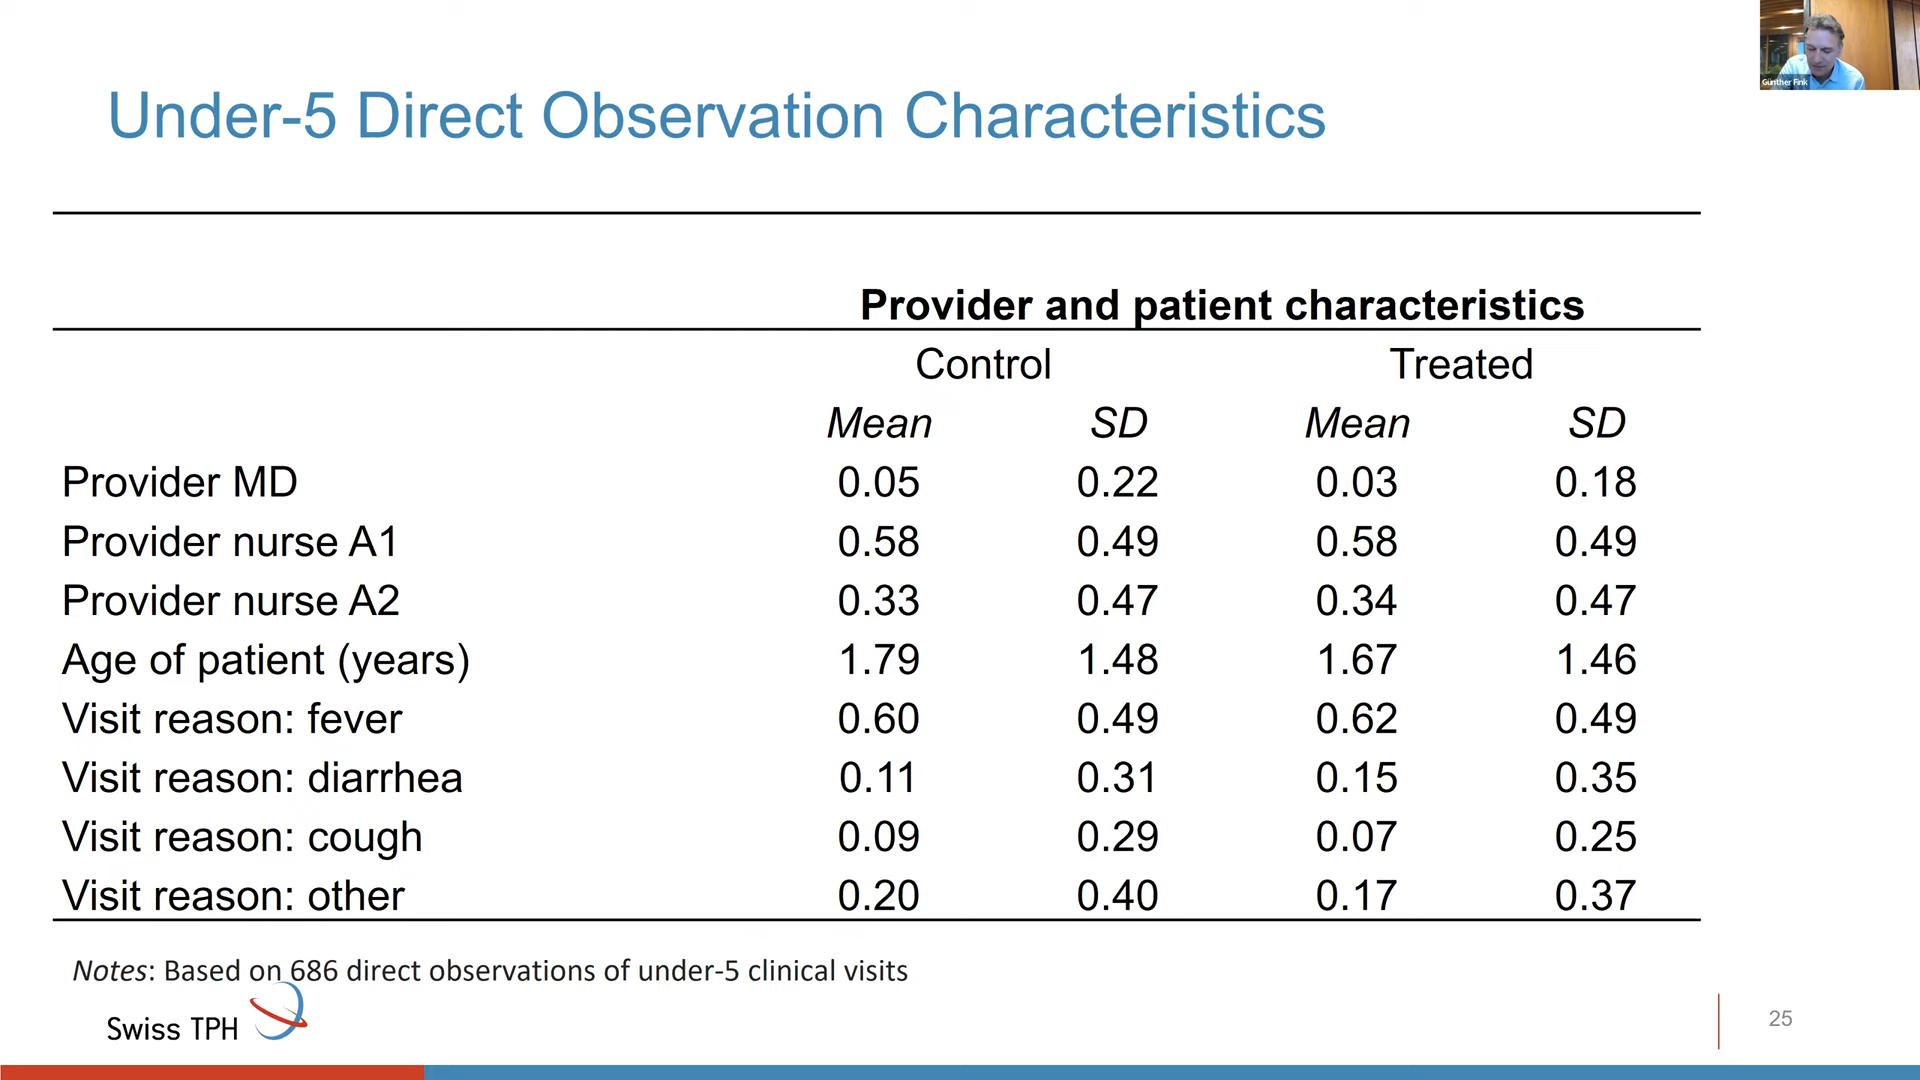 Günther Fink
Under-5 Direct Observation Characteristics
Provider and patient characteristics
Control Treated
Mean SD Mean SD
Provider MD 0.05 0.22 0.03 0.18
Provider nurse A1 0.58 0.49 0.58 0.49
Provider nurse A2 0.33 0.47 0.34 0.47
Age of patient (years) 1.79 1.48 1.67 1.46
Visit reason: fever 0.60 0.49 0.62 0.49
Visit reason: diarrhea 0.11 0.31 0.15 0.35
Visit reason: cough 0.09 0.29 0.07 0.25
Visit reason: other 0.20 0.40 0.17 0.37
Notes: Based on 686 direct observations of under-5 clinical visits
Swiss TPH
25